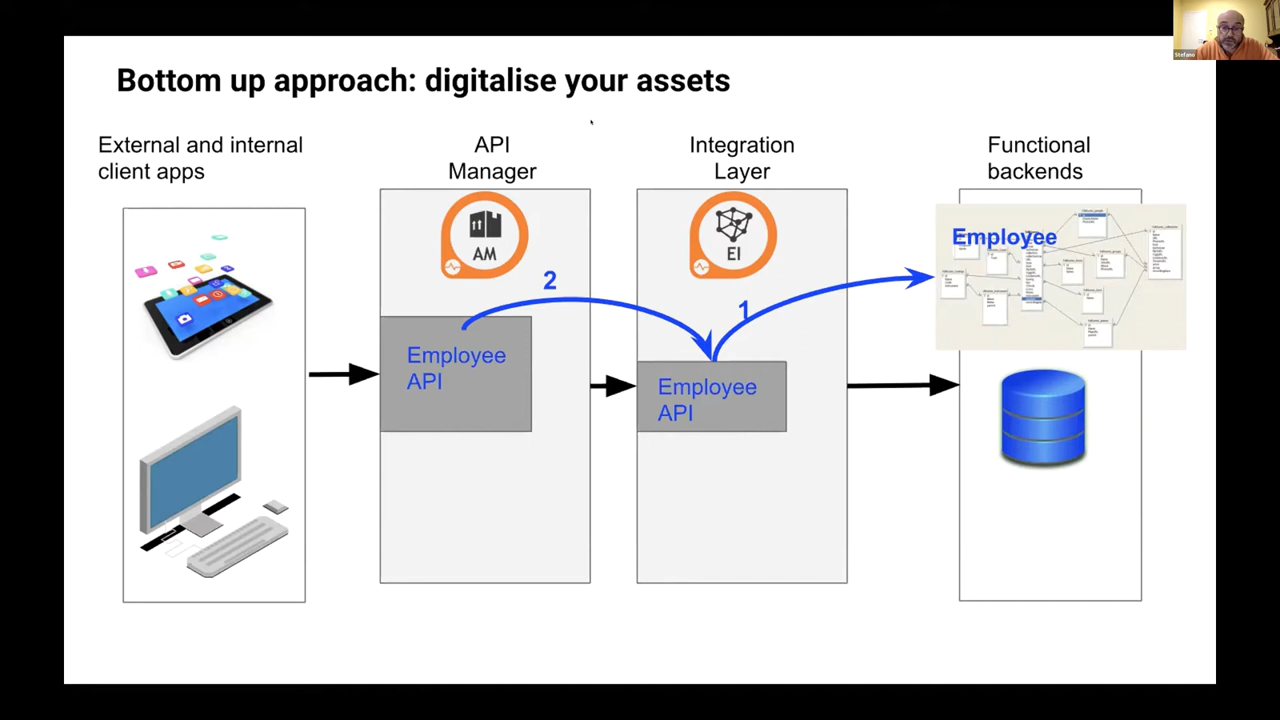 Stefano
Bottom up approach: digitalise your assets
External and internal
client apps
API
Manager
Integration
Layer
Functional
backends
AM
EI
Employee
2
1
Employee
API
Employee
API